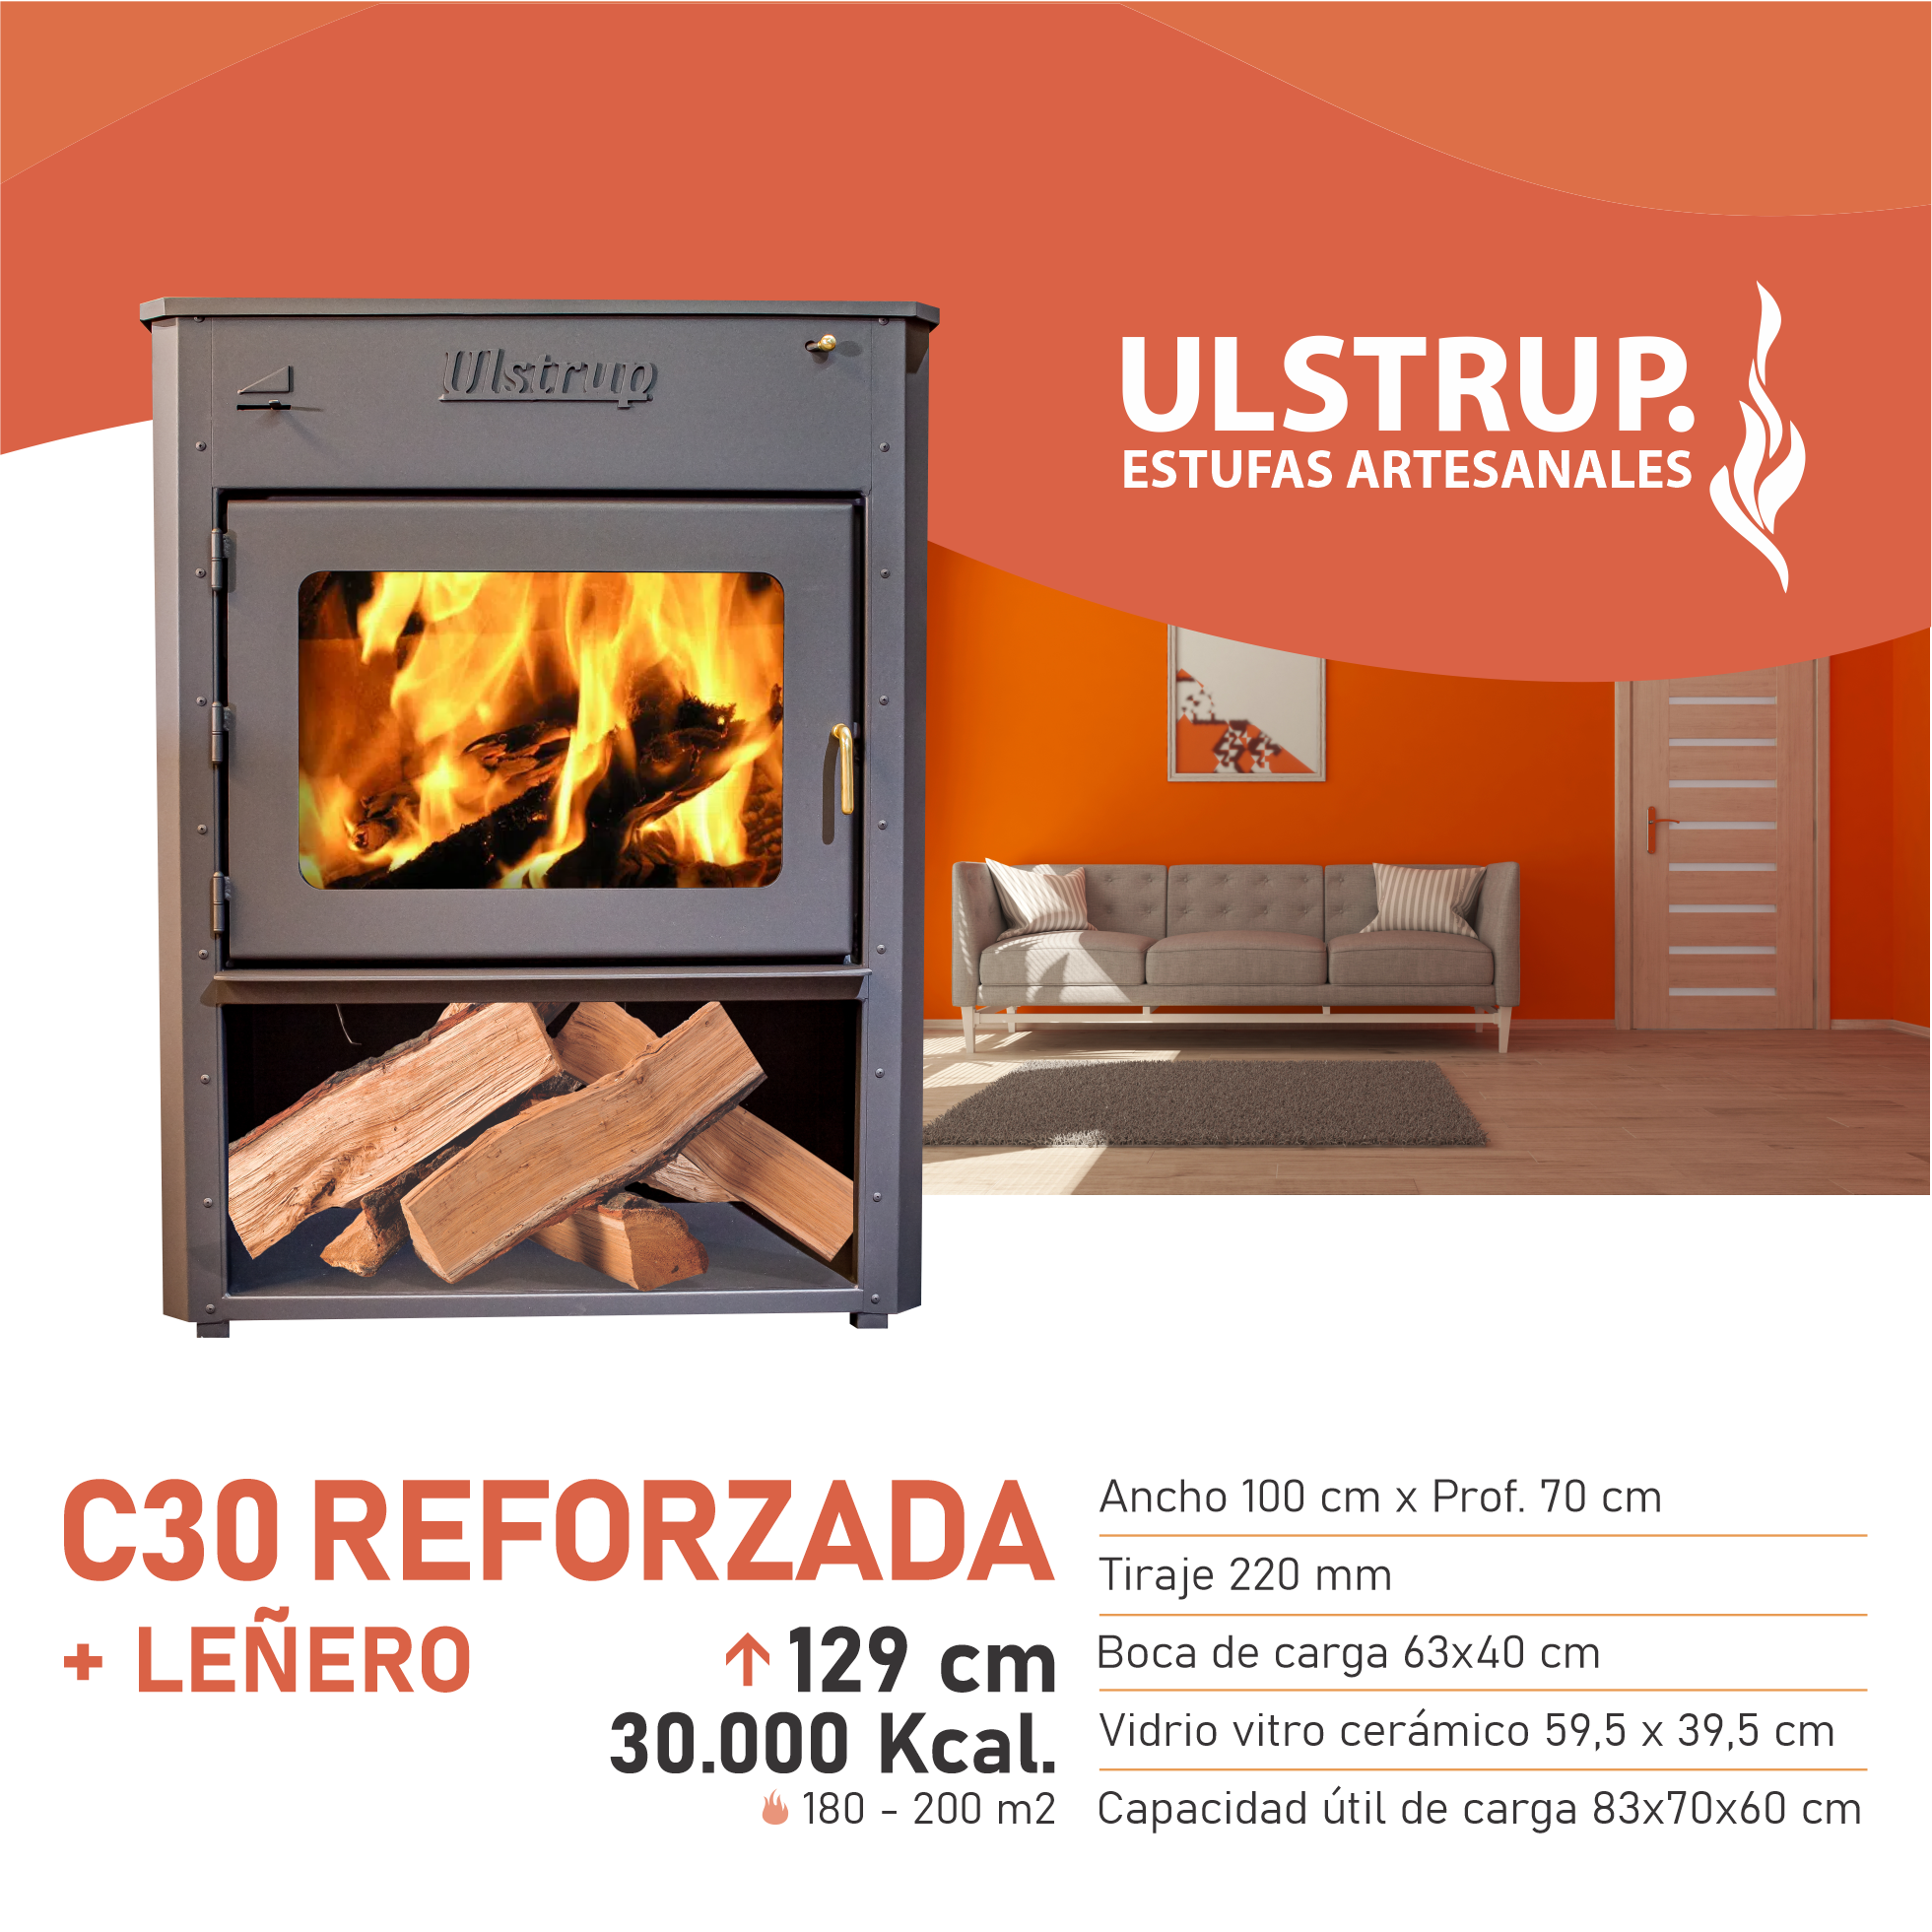 Ulstrup
ULSTRUP.
ESTUFAS ARTESANALES
C30 REFORZADA
+ LEÑERO
↑ 129 cm
30.000 Kcal.
180 - 200 m2
Ancho 100 cm x Prof. 70 cm
Tiraje 220 mm
Boca de carga 63x40 cm
Vidrio vitro cerámico 59,5 x 39,5 cm
Capacidad útil de carga 83x70x60 cm